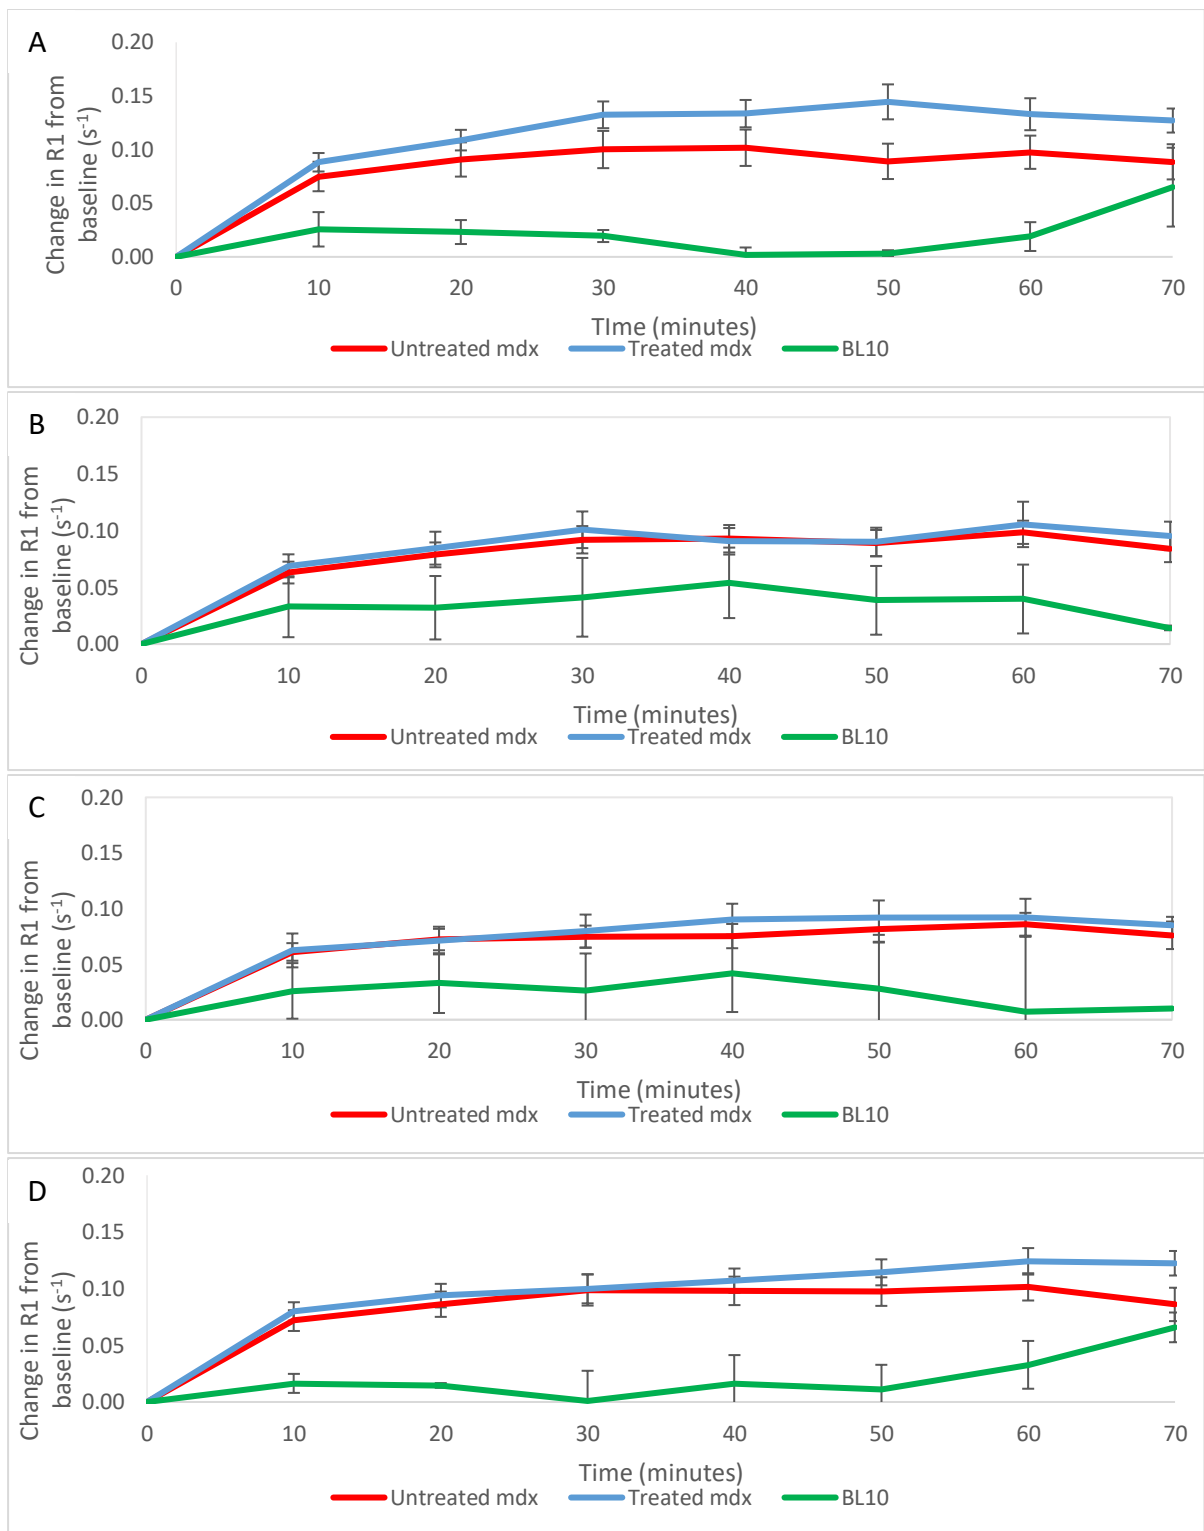 A
Change in R1 from
baseline (s-1)
0.20
0.15
0.10
0.05
0.00
0 10 20 30 40 50 60 70
TIme (minutes)
Untreated mdx Treated mdx BL10
B
Change in R1 from
baseline (s-1)
0.20
0.15
0.10
0.05
0.00
0 10 20 30 40 50 60 70
Time (minutes)
Untreated mdx Treated mdx BL10
C
Change in R1 from
baseline (s-1)
0.20
0.15
0.10
0.05
0.00
0 10 20 30 40 50 60 70
Time (minutes)
Untreated mdx Treated mdx BL10
D
Change in R1 from
baseline (s-1)
0.20
0.15
0.10
0.05
0.00
0 10 20 30 40 50 60 70
Time (minutes)
Untreated mdx Treated mdx BL10